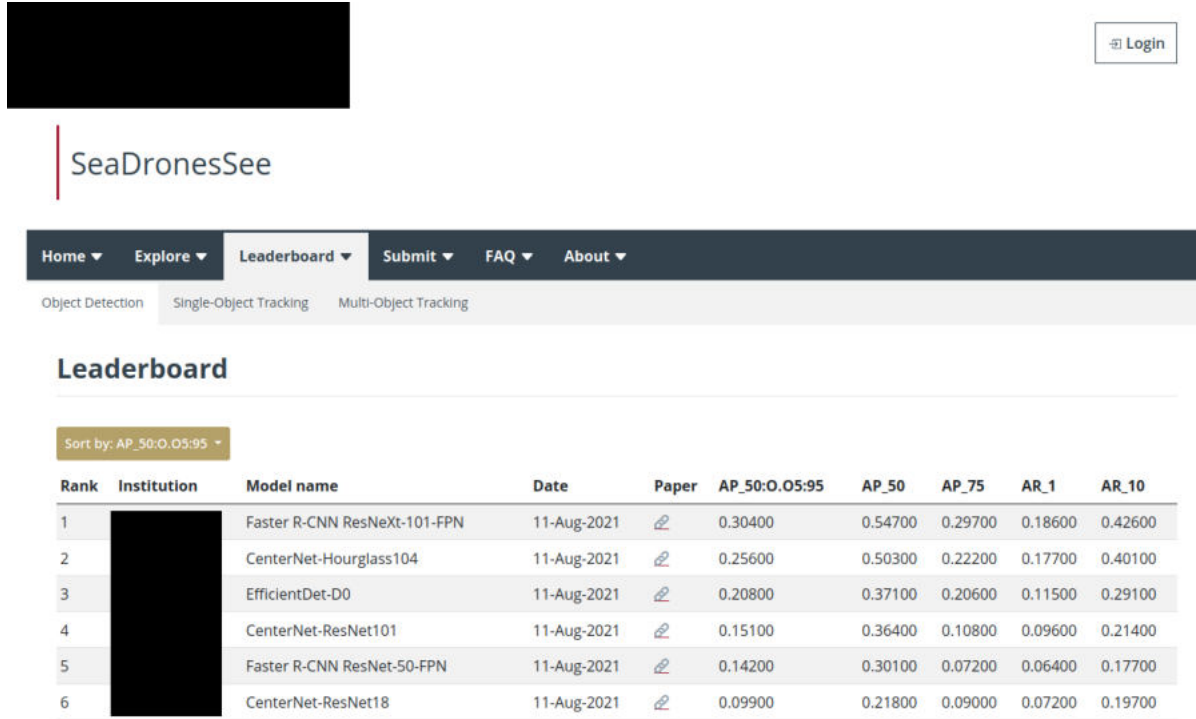 Login
SeaDronesSee
Home Explore Leaderboard Submit FAQ About
Object Detection Single-Object Tracking Multi-Object Tracking
Leaderboard
Sort by: AP_50:O.O5:95
Rank Institution Model name Date Paper AP_50:O.O5:95 AP_50 AP_75 AR_1 AR_10
1 Faster R-CNN ResNeXt-101-FPN 11-Aug-2021 0.30400 0.54700 0.29700 0.18600 0.42600
2 CenterNet-Hourglass104 11-Aug-2021 0.25600 0.50300 0.22200 0.17700 0.40100
3 EfficientDet-D0 11-Aug-2021 0.20800 0.37100 0.20600 0.11500 0.29100
4 CenterNet-ResNet101 11-Aug-2021 0.15100 0.36400 0.10800 0.09600 0.21400
5 Faster R-CNN ResNet-50-FPN 11-Aug-2021 0.14200 0.30100 0.07200 0.06400 0.17700
6 CenterNet-ResNet18 11-Aug-2021 0.09900 0.21800 0.09000 0.07200 0.19700